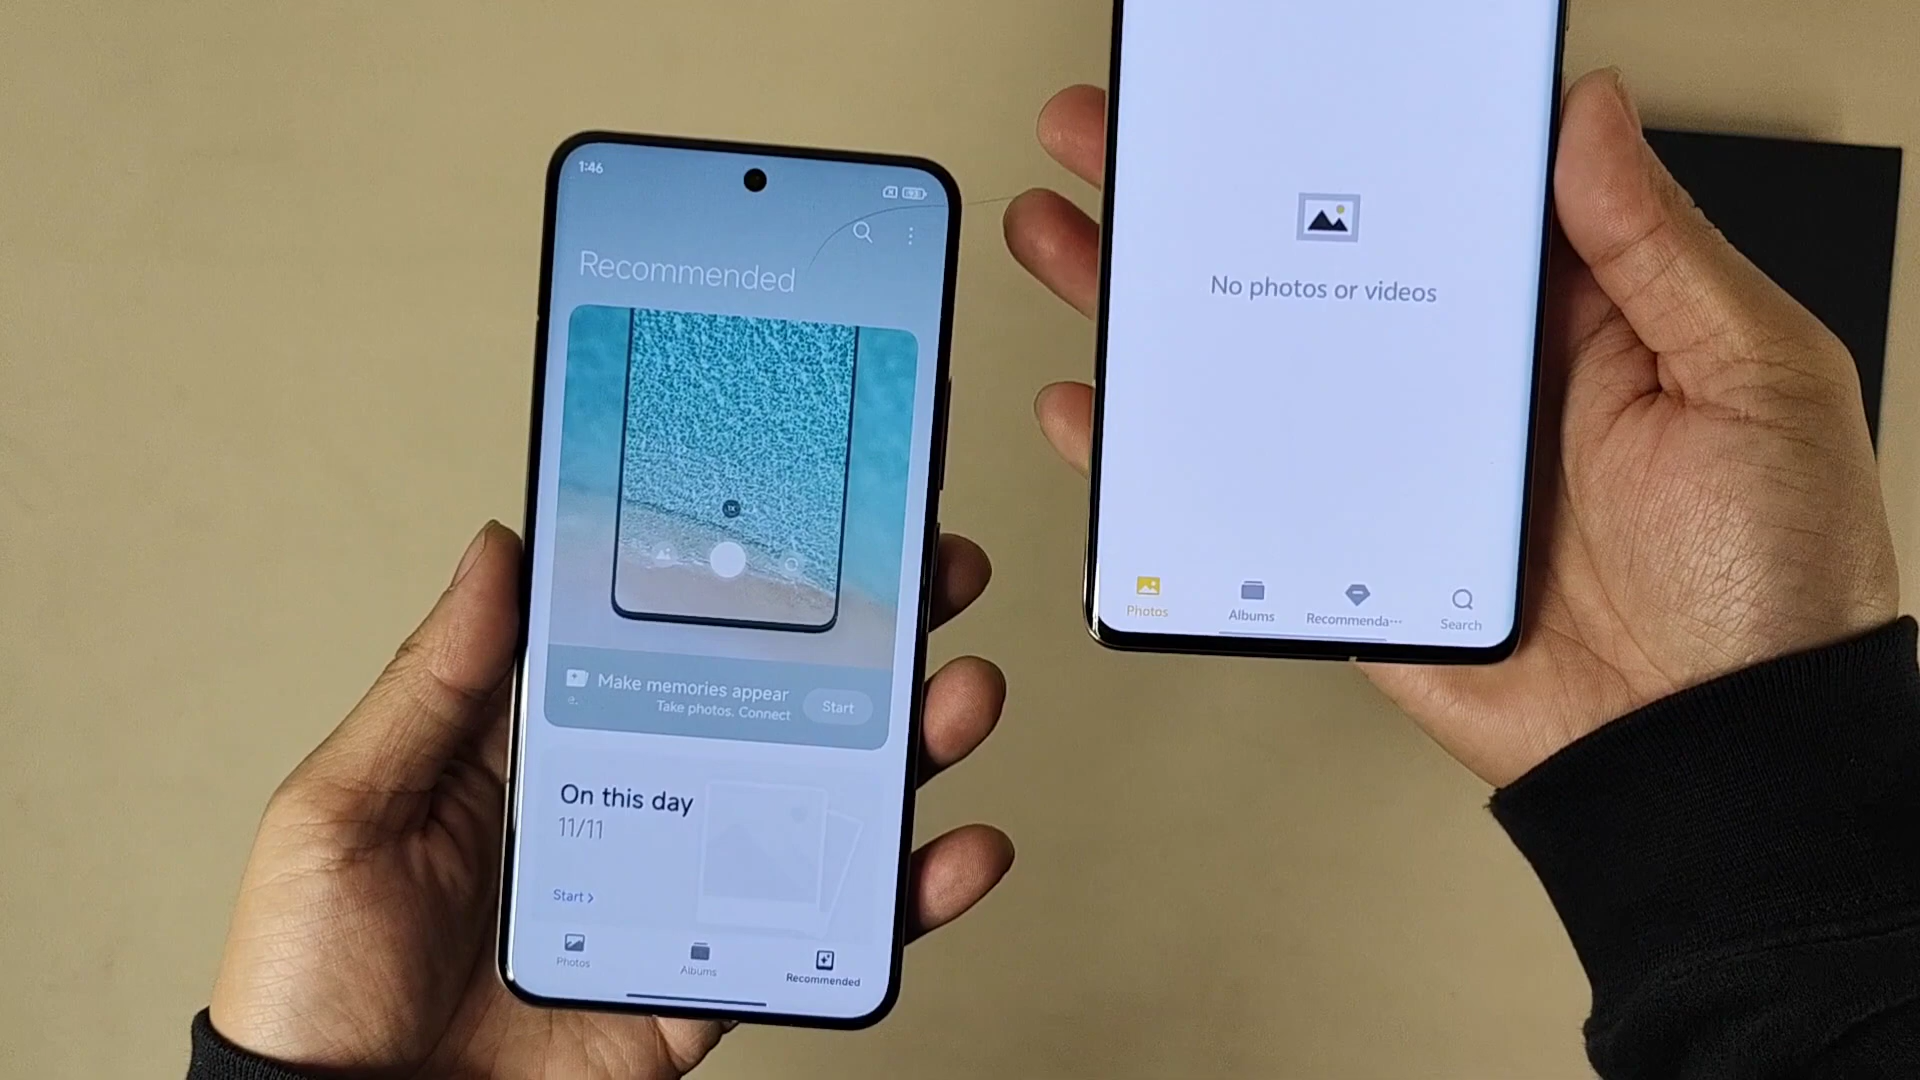 1:46
Recommended
1X
Make memories appear
e. Take photos. Connect
Start
On this day
11/11
Start >
Photos
Albums
Recommended
No photos or videos
Photos
Albums
Recommenda···
Search